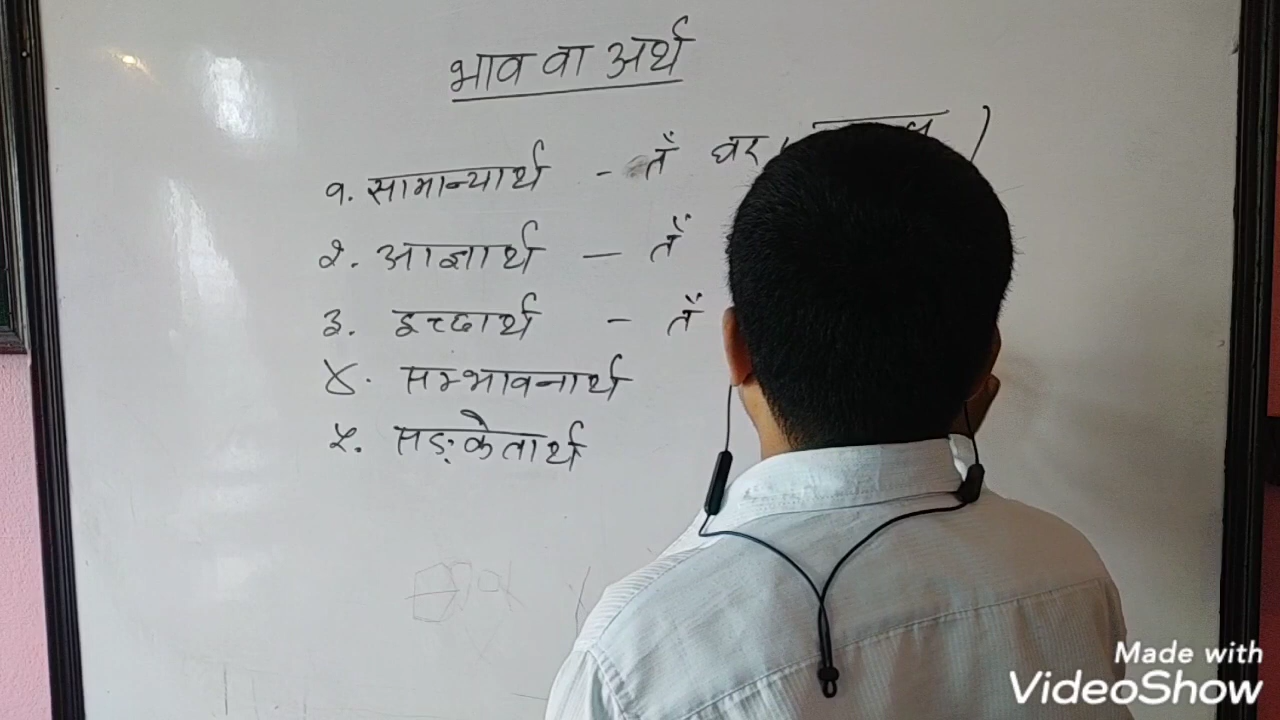 भाव वा अर्थ
१. सामान्यार्थ - तँ घर
२. आज्ञार्थ - तँ
३. इच्छार्थ - तँ
४. सम्भावनार्थ
५. सङ्केतार्थ
Made with
VideoShow